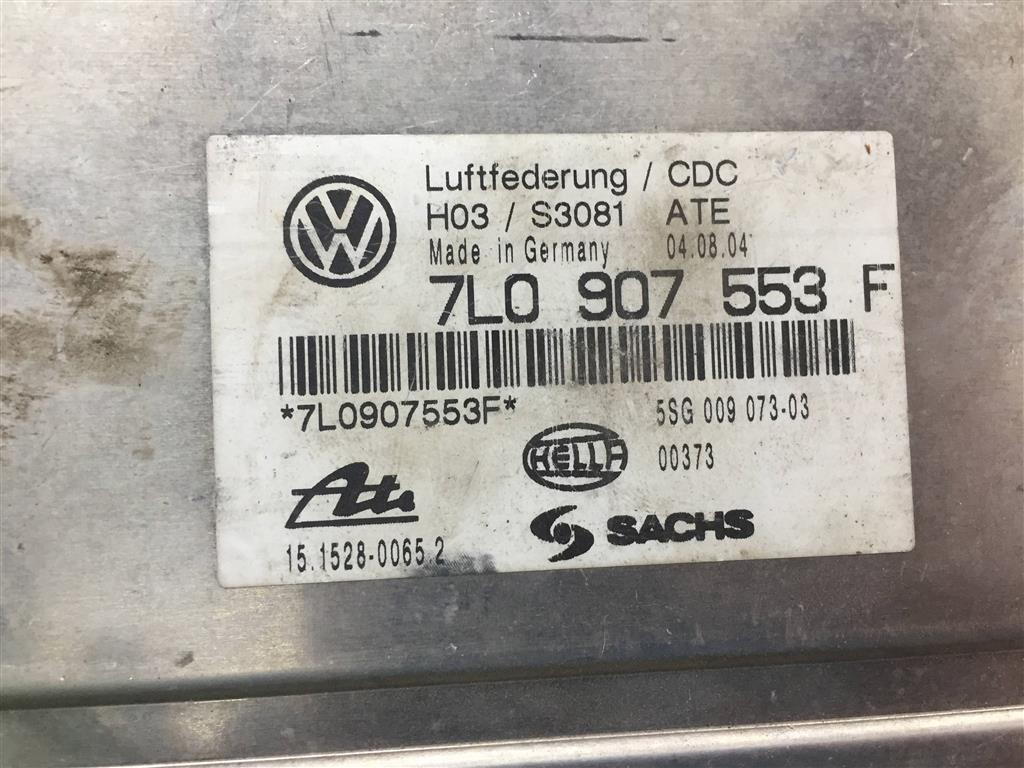 Luftfederung / CDC
H03 / S3081 ATE
Made in Germany 04.08.04
7L0 907 553 F
*7L0907553F*
5SG 009 073-03
HELLA
00373
Ate
SACHS
15.1528-0065.2